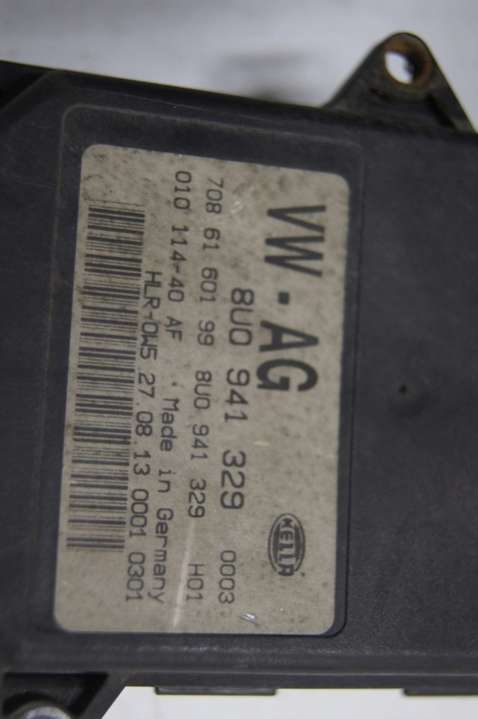 VW·AG
8U0 941 329 0003
708 61 601 99 8U0 941 329 H01
010 114-40 AF Made in Germany
HLR-OW5 27.08.13 0001 0301
HELLA